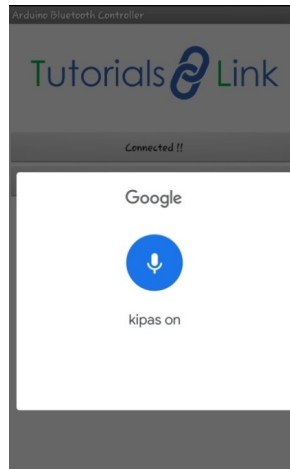 Arduino Bluetooth Controller
Tutorials Link
Connected !!
Google
kipas on